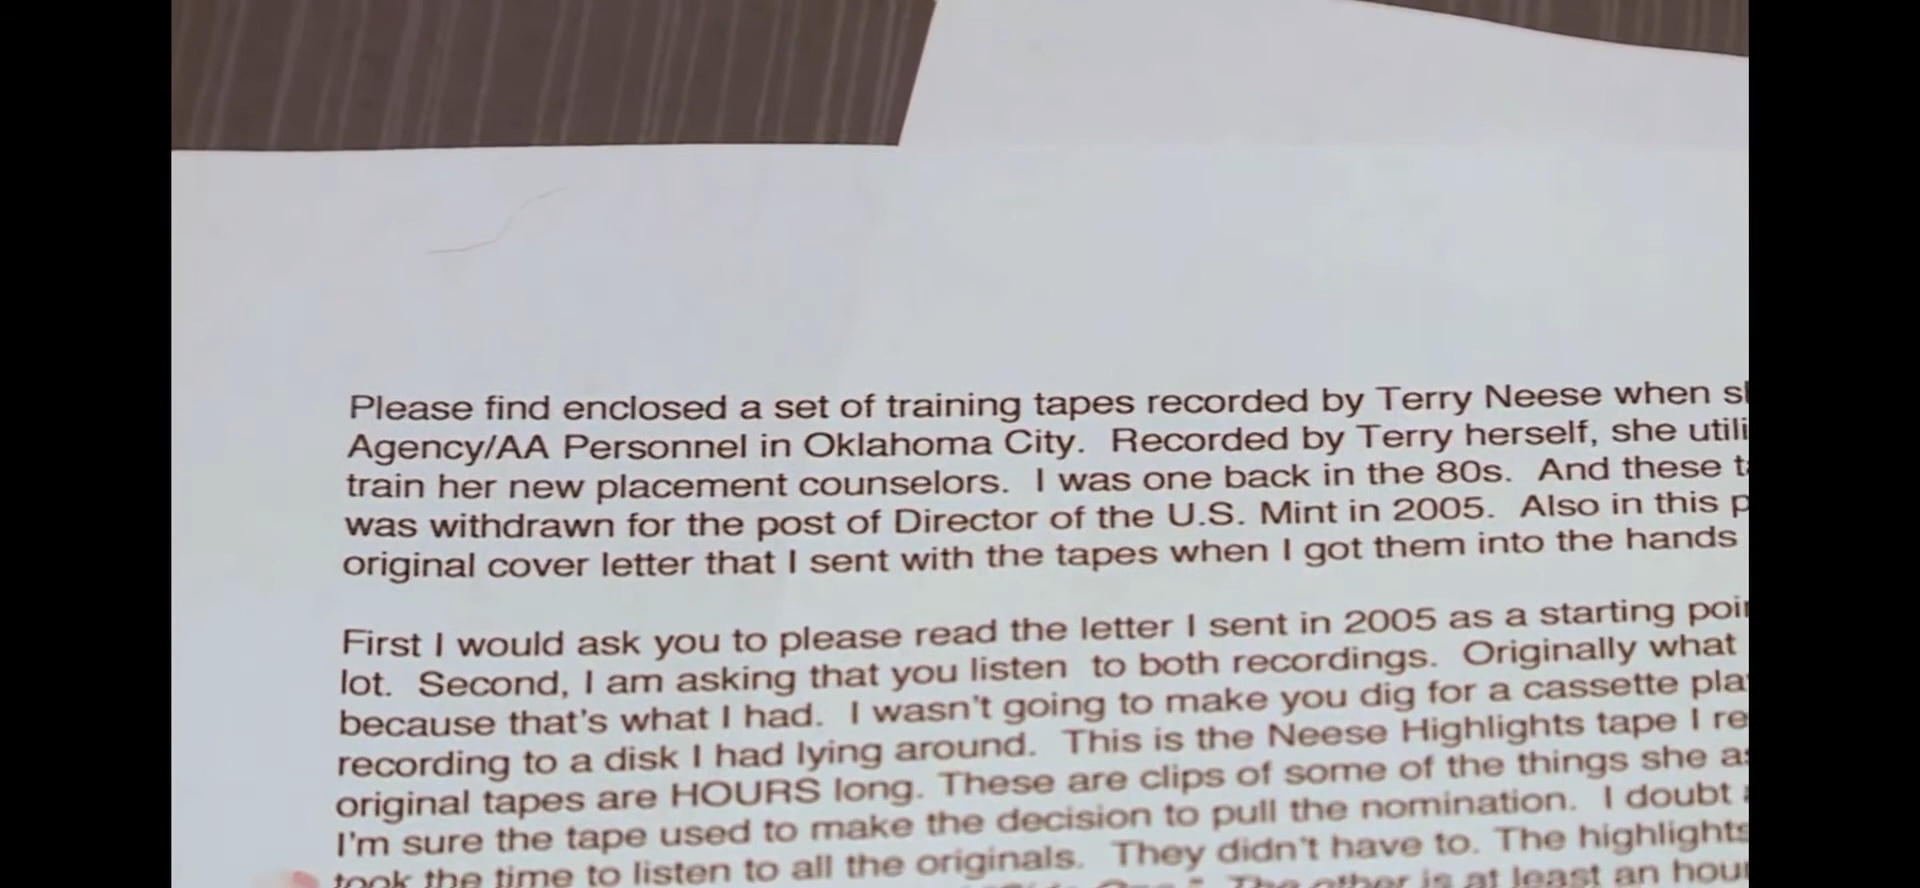 Please find enclosed a set of training tapes recorded by Terry Neese when
Agency/AA Personnel in Oklahoma City. Recorded by Terry herself, she
train her new placement counselors. I was one back in the 80s. And these
was withdrawn for the post of Director of the U.S. Mint in 2005. Also in this
original cover letter that I sent with the tapes when I got them into the hands
First I would ask you to please read the letter I sent in 2005 as a starting
lot. Second, I am asking that you listen to both recordings. Originally what
because that's what I had. I wasn't going to make you dig for a cassette
recording to a disk I had lying around. This is the Neese Highlights tape I
original tapes are HOURS long. These are clips of some of the things she
I'm sure the tape used to make the decision to pull the nomination. I doubt
took the time to listen to all the originals. They didn't have to. The highlights
The other is at least an hour